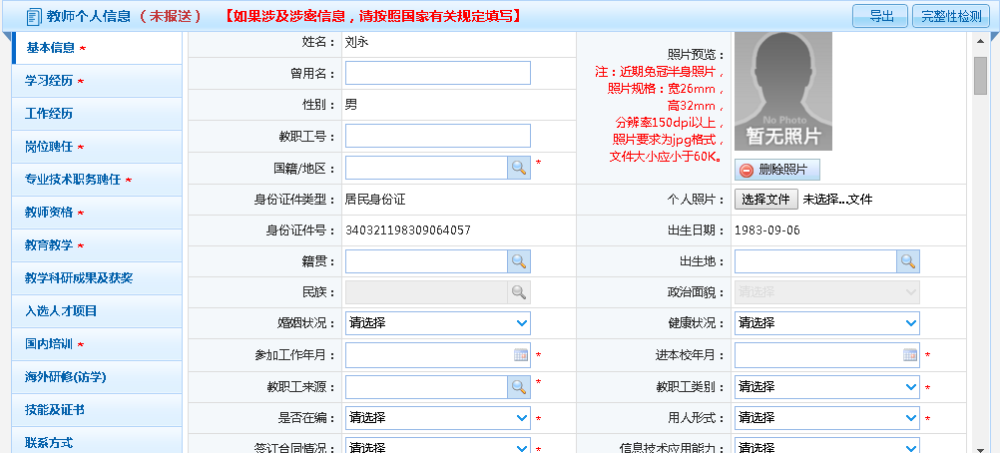 教师个人信息（未报送） 【如果涉及涉密信息，请按照国家有关规定填写】 导出 完整性检测
基本信息 *
学习经历 *
工作经历
岗位聘任 *
专业技术职务聘任 *
教师资格 *
教育教学 *
教学科研成果及获奖
入选人才项目
国内培训 *
海外研修(访学)
技能及证书
联系方式
姓名： 刘永
曾用名：
性别： 男
教职工号
国籍/地区： *
照片预览：
注：近期免冠半身照片，
照片规格：宽26mm，
高32mm，
分辨率150dpi以上，
照片要求为jpg格式，
文件大小应小于60K。
No Photo
暂无照片
删除照片
身份证件类型： 居民身份证 个人照片： 选择文件 未选择...文件
身份证件号： 340321198309064057 出生日期： 1983-09-06
籍贯： 出生地：
民族： 政治面貌： 请选择
婚姻状况： 请选择 健康状况： 请选择
参加工作年月： * 进本校年月： *
教职工来源： * 教职工类别： 请选择 *
是否在编： 请选择 * 用人形式： 请选择 *
签订合同情况： 请选择 * 信息技术应用能力： 请选择 *